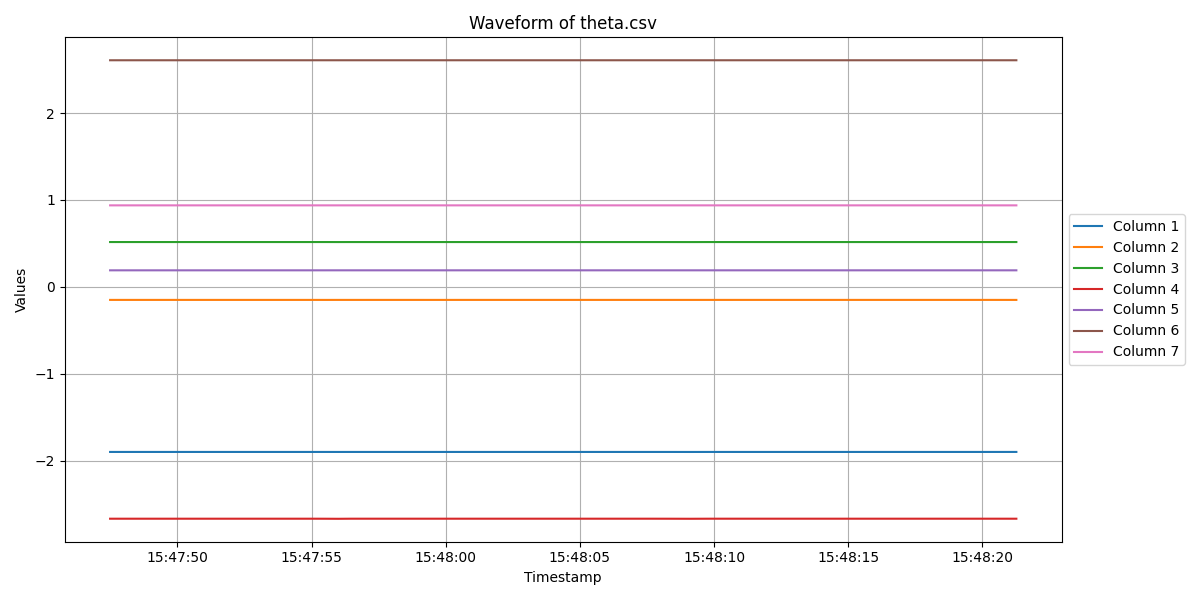 Waveform of theta.csv
2
1
0
−1
−2
Values
15:47:50 15:47:55 15:48:00 15:48:05 15:48:10 15:48:15 15:48:20
Timestamp
Column 1
Column 2
Column 3
Column 4
Column 5
Column 6
Column 7